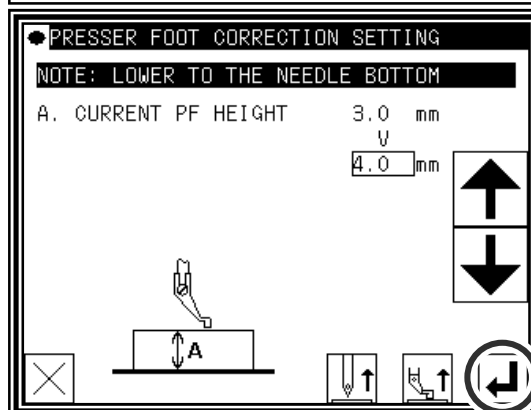 PRESSER FOOT CORRECTION SETTING
NOTE: LOWER TO THE NEEDLE BOTTOM
A. CURRENT PF HEIGHT 3.0 mm
V
4.0 mm
A